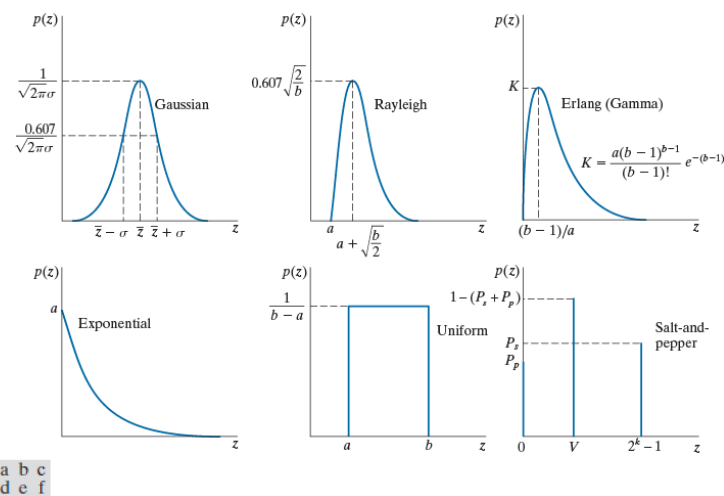 p(z)
1/(√2πσ)
0.607/(√2πσ)
Gaussian
z̄ − σ z̄ z̄ + σ z
p(z)
0.607√(2/b)
Rayleigh
a z
a + √(b/2)
p(z)
K
Erlang (Gamma)
K = a(b − 1)^(b−1)/(b − 1)! e^−(b−1)
(b − 1)/a z
p(z)
a
Exponential
z
p(z)
1/(b − a)
Uniform
a b z
p(z)
1 − (Pₛ + Pₚ)
Salt-and-
pepper
Pₛ
Pₚ
0 V 2ᵏ − 1 z
a b c
d e f